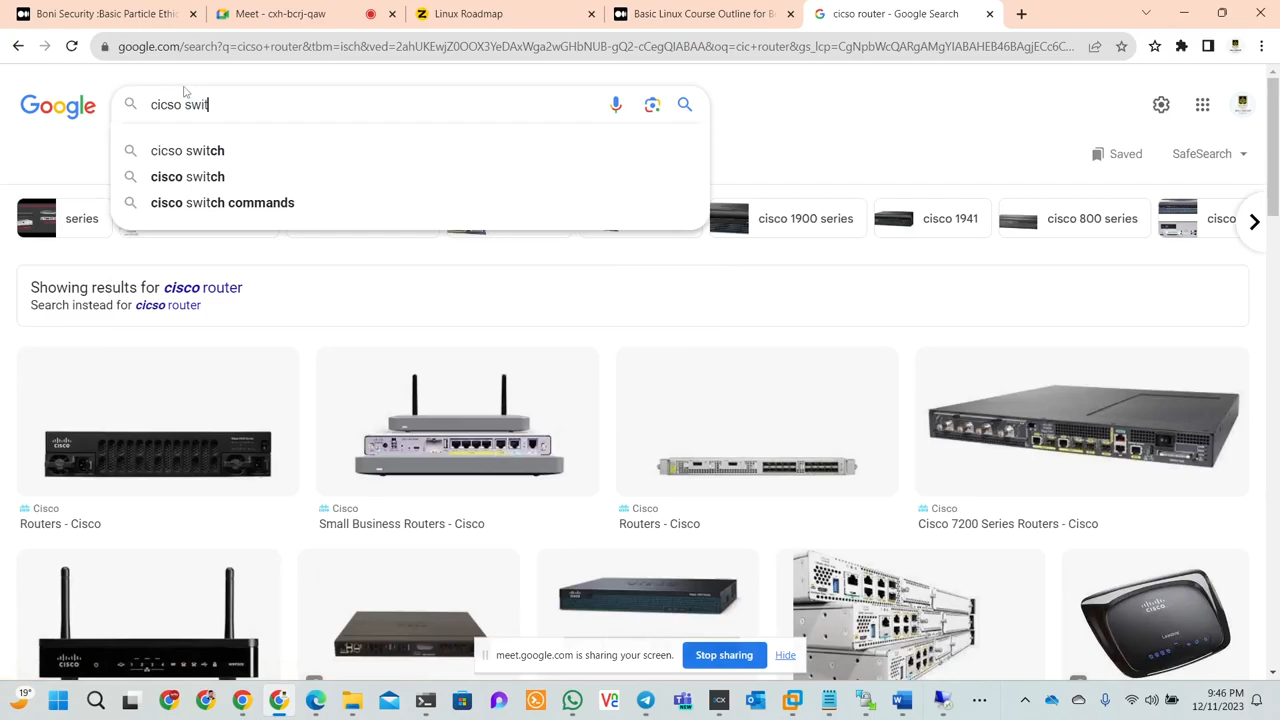 Boni Security:Basic Particle Ethic
Meet - cxh-bcrj-qaw
Linux Roadmap
Basic Linux Course Outline for B
cicso router - Google Search
google.com/search?q=cicso+router&tbm=isch&ved=2ahUKEwjZ0OOX3YeDAxWga2wGHbNUB-gQ2-cCegQIABAA&oq=cic+router&gs_lcp=CgNpbWcQARgAMgYIABAHEB46BAgjECc6C...
Google
cicso swit
cicso switch
cisco switch
cisco switch commands
Saved
SafeSearch
series
cisco 1900 series
cisco 1941
cisco 800 series
cisco
Showing results for cisco router
Search instead for cicso router
Cisco
Routers - Cisco
Cisco
Small Business Routers - Cisco
Cisco
Routers - Cisco
Cisco
Cisco 7200 Series Routers - Cisco
meet.google.com is sharing your screen.
Stop sharing
Hide
19°
9:46 PM
12/11/2023